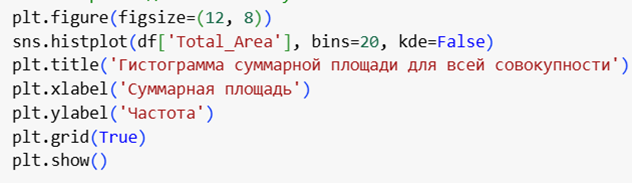 plt.figure(figsize=(12, 8))
sns.histplot(df['Total_Area'], bins=20, kde=False)
plt.title('Гистограмма суммарной площади для всей совокупности')
plt.xlabel('Суммарная площадь')
plt.ylabel('Частота')
plt.grid(True)
plt.show()